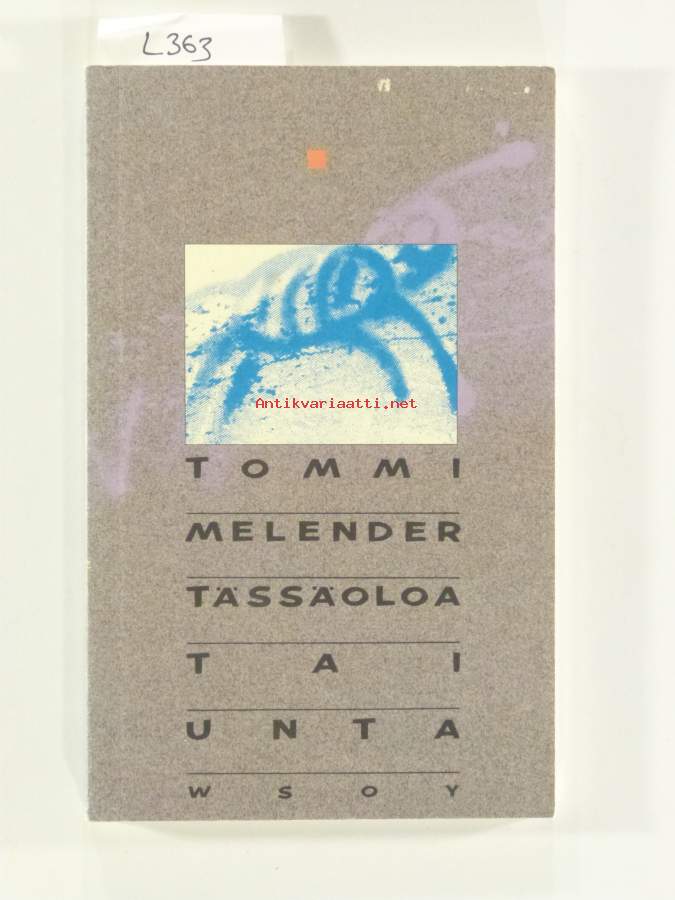 L363
Antikvariaatti.net
TOMMI
MELENDER
TÄSSÄOLOA
TAI
UNTA
WSOY